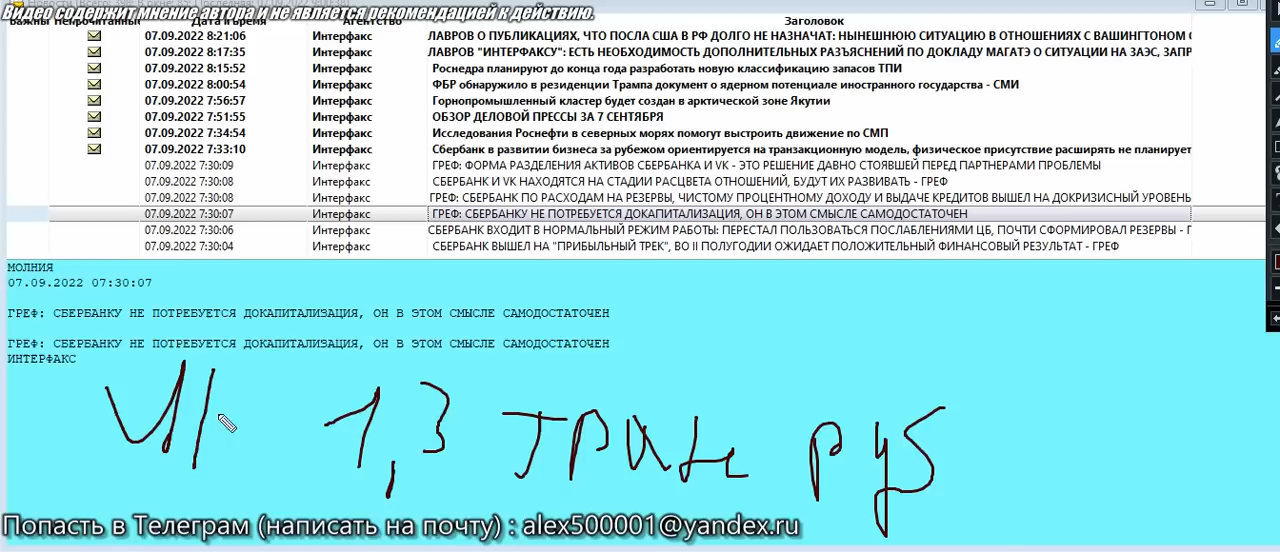 Видео содержит мнение автора и не является рекомендацией к действию.
Дата и время Агентство Заголовок
07.09.2022 8:21:06 Интерфакс ЛАВРОВ О ПУБЛИКАЦИЯХ, ЧТО ПОСЛА США В РФ ДОЛГО НЕ НАЗНАЧАТ: НЫНЕШНЮЮ СИТУАЦИЮ В ОТНОШЕНИЯХ С ВАШИНГТОНОМ
07.09.2022 8:17:35 Интерфакс ЛАВРОВ "ИНТЕРФАКСУ": ЕСТЬ НЕОБХОДИМОСТЬ ДОПОЛНИТЕЛЬНЫХ РАЗЪЯСНЕНИЙ ПО ДОКЛАДУ МАГАТЭ О СИТУАЦИИ НА ЗАЭС, ЗАПР
07.09.2022 8:15:52 Интерфакс Роснедра планируют до конца года разработать новую классификацию запасов ТПИ
07.09.2022 8:00:54 Интерфакс ФБР обнаружило в резиденции Трампа документ о ядерном потенциале иностранного государства - СМИ
07.09.2022 7:56:57 Интерфакс Горнопромышленный кластер будет создан в арктической зоне Якутии
07.09.2022 7:51:55 Интерфакс ОБЗОР ДЕЛОВОЙ ПРЕССЫ ЗА 7 СЕНТЯБРЯ
07.09.2022 7:34:54 Интерфакс Исследования Роснефти в северных морях помогут выстроить движение по СМП
07.09.2022 7:33:10 Интерфакс Сбербанк в развитии бизнеса за рубежом ориентируется на транзакционную модель, физическое присутствие расширять не планирует
07.09.2022 7:30:09 Интерфакс ГРЕФ: ФОРМА РАЗДЕЛЕНИЯ АКТИВОВ СБЕРБАНКА И VK - ЭТО РЕШЕНИЕ ДАВНО СТОЯВШЕЙ ПЕРЕД ПАРТНЕРАМИ ПРОБЛЕМЫ
07.09.2022 7:30:08 Интерфакс СБЕРБАНК И VK НАХОДЯТСЯ НА СТАДИИ РАСЦВЕТА ОТНОШЕНИЙ, БУДУТ ИХ РАЗВИВАТЬ - ГРЕФ
07.09.2022 7:30:08 Интерфакс ГРЕФ: СБЕРБАНК ПО РАСХОДАМ НА РЕЗЕРВЫ, ЧИСТОМУ ПРОЦЕНТНОМУ ДОХОДУ И ВЫДАЧЕ КРЕДИТОВ ВЫШЕЛ НА ДОКРИЗИСНЫЙ УРОВЕНЬ
07.09.2022 7:30:07 Интерфакс ГРЕФ: СБЕРБАНКУ НЕ ПОТРЕБУЕТСЯ ДОКАПИТАЛИЗАЦИЯ, ОН В ЭТОМ СМЫСЛЕ САМОДОСТАТОЧЕН
07.09.2022 7:30:06 Интерфакс СБЕРБАНК ВХОДИТ В НОРМАЛЬНЫЙ РЕЖИМ РАБОТЫ: ПЕРЕСТАЛ ПОЛЬЗОВАТЬСЯ ПОСЛАБЛЕНИЯМИ ЦБ, ПОЧТИ СФОРМИРОВАЛ РЕЗЕРВЫ - Г
07.09.2022 7:30:04 Интерфакс СБЕРБАНК ВЫШЕЛ НА "ПРИБЫЛЬНЫЙ ТРЕК", ВО II ПОЛУГОДИИ ОЖИДАЕТ ПОЛОЖИТЕЛЬНЫЙ ФИНАНСОВЫЙ РЕЗУЛЬТАТ - ГРЕФ
МОЛНИЯ
07.09.2022 07:30:07
ГРЕФ: СБЕРБАНКУ НЕ ПОТРЕБУЕТСЯ ДОКАПИТАЛИЗАЦИЯ, ОН В ЭТОМ СМЫСЛЕ САМОДОСТАТОЧЕН
ГРЕФ: СБЕРБАНКУ НЕ ПОТРЕБУЕТСЯ ДОКАПИТАЛИЗАЦИЯ, ОН В ЭТОМ СМЫСЛЕ САМОДОСТАТОЧЕН
ИНТЕРФАКС
1,3 трлн руб
Попасть в Телеграм (написать на почту) : alex500001@yandex.ru